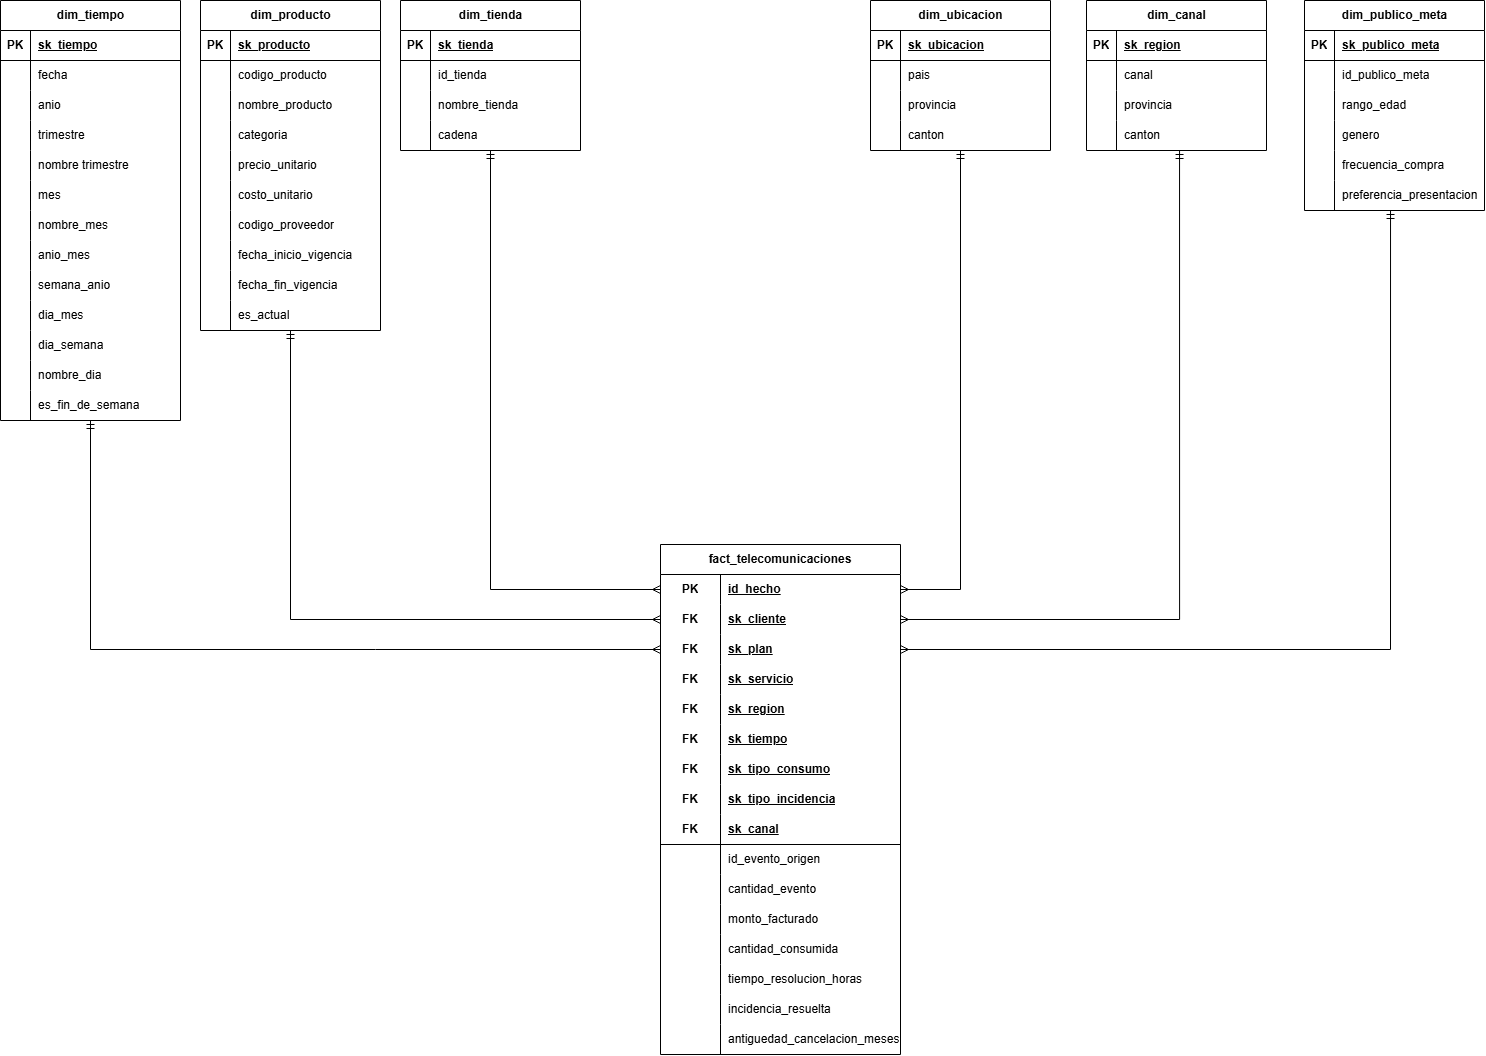 dim_tiempo
PK sk_tiempo
fecha
anio
trimestre
nombre trimestre
mes
nombre_mes
anio_mes
semana_anio
dia_mes
dia_semana
nombre_dia
es_fin_de_semana
dim_producto
PK sk_producto
codigo_producto
nombre_producto
categoria
precio_unitario
costo_unitario
codigo_proveedor
fecha_inicio_vigencia
fecha_fin_vigencia
es_actual
dim_tienda
PK sk_tienda
id_tienda
nombre_tienda
cadena
dim_ubicacion
PK sk_ubicacion
pais
provincia
canton
dim_canal
PK sk_region
canal
provincia
canton
dim_publico_meta
PK sk_publico_meta
id_publico_meta
rango_edad
genero
frecuencia_compra
preferencia_presentacion
fact_telecomunicaciones
PK id_hecho
FK sk_cliente
FK sk_plan
FK sk_servicio
FK sk_region
FK sk_tiempo
FK sk_tipo_consumo
FK sk_tipo_incidencia
FK sk_canal
id_evento_origen
cantidad_evento
monto_facturado
cantidad_consumida
tiempo_resolucion_horas
incidencia_resuelta
antiguedad_cancelacion_meses